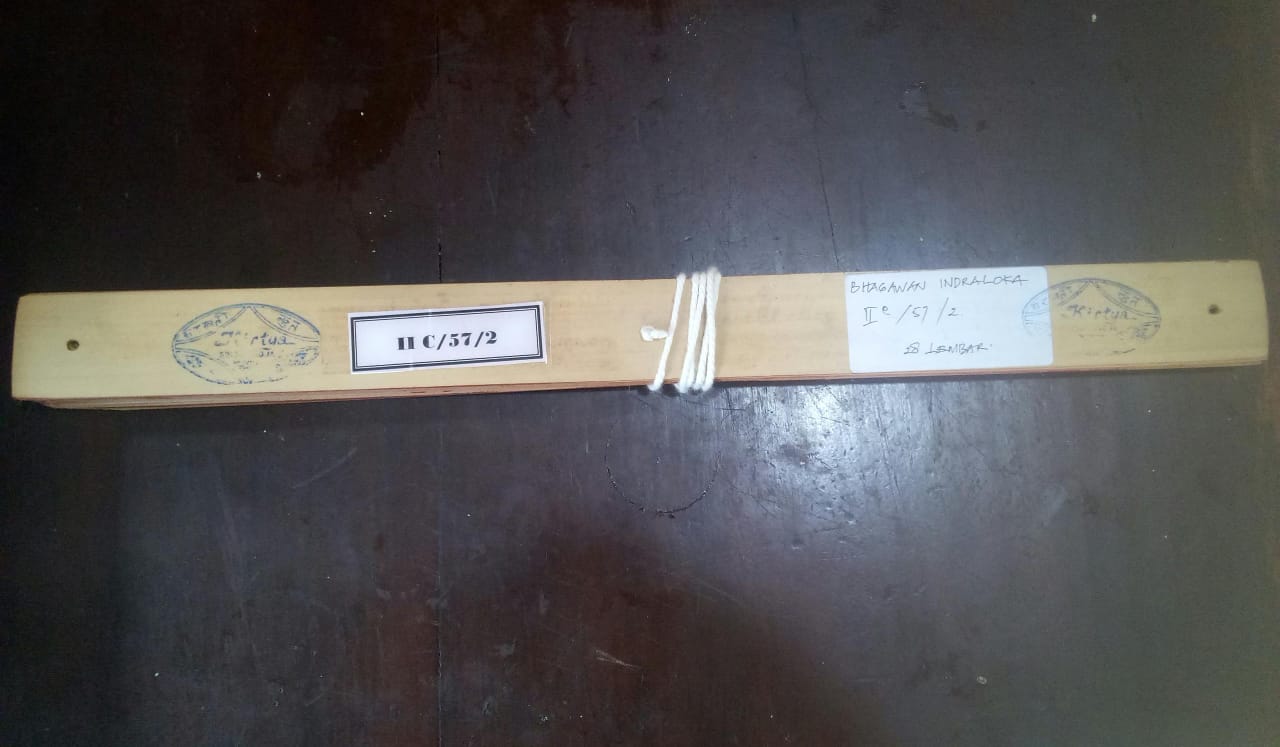 Kirtya
II C/57/2
BHAGAWAN INDRALOKA
II c /57 /2
28 LEMBAR.
Kirtya